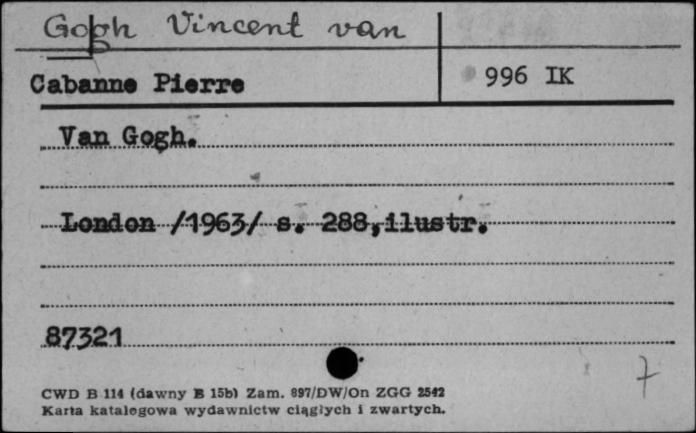 Gogh Vincent van
Cabanne Pierre
996 IK
Van Gogh.
London /1963/ s. 288,ilustr.
87321
7
CWD B 114 (dawny B 15b) Zam. 897/DW/On ZGG 2542
Karta katalogowa wydawnictw ciągłych i zwartych.